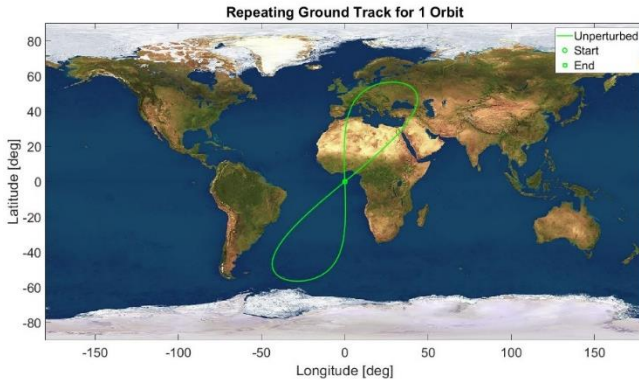 Repeating Ground Track for 1 Orbit
Unperturbed
Start
End
Latitude [deg]
80
60
40
20
0
-20
-40
-60
-80
-150
-100
-50
0
50
100
150
Longitude [deg]